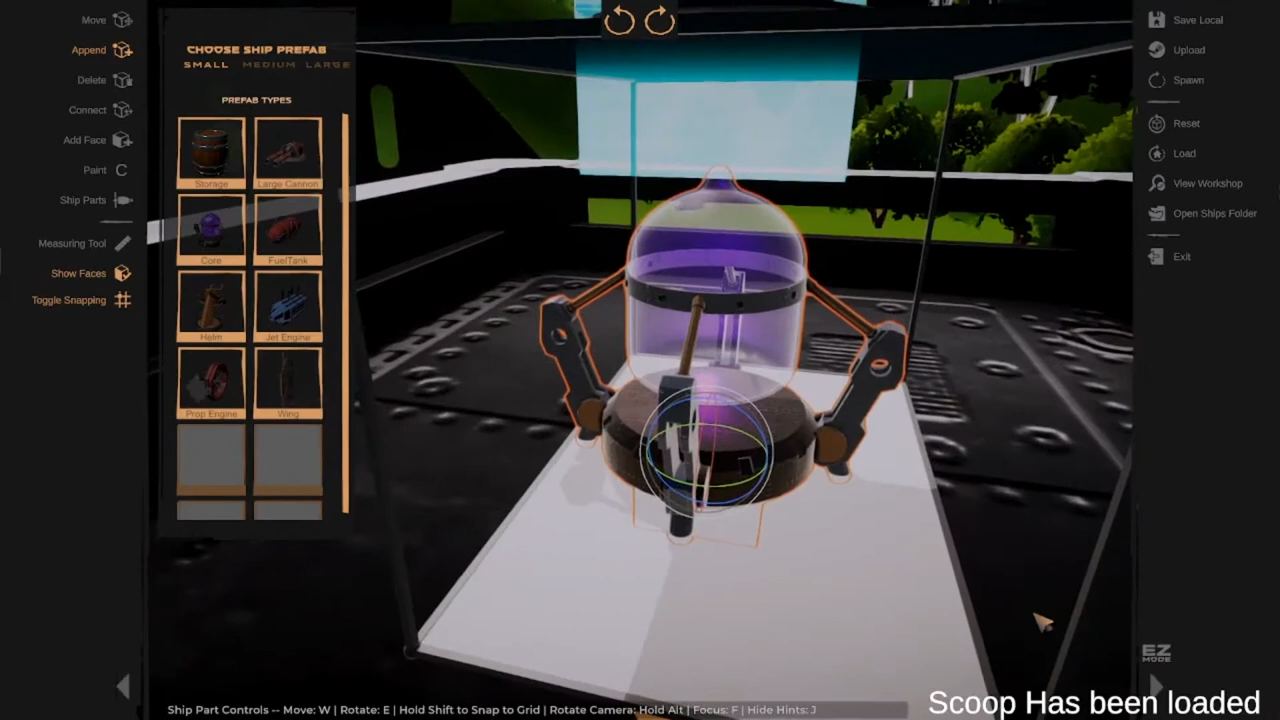 Move
Append
Delete
Connect
Add Face
Paint
Ship Parts
Measuring Tool
Show Faces
Toggle Snapping
CHOOSE SHIP PREFAB
SMALL MEDIUM LARGE
PREFAB TYPES
Storage
Large Cannon
Core
FuelTank
Helm
Jet Engine
Prop Engine
Wing
Save Local
Upload
Spawn
Reset
Load
View Workshop
Open Ships Folder
Exit
EZ
MODE
Ship Part Controls -- Move: W | Rotate: E | Hold Shift to Snap to Grid | Rotate Camera: Hold Alt | Focus: F | Hide Hints: J
Scoop Has been loaded